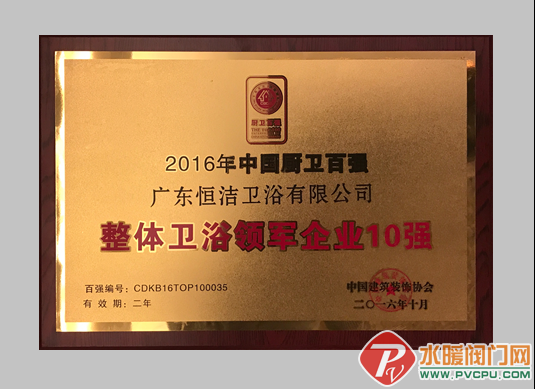 厨卫百强
2016年中国厨卫百强
广东恒洁卫浴有限公司
整体卫浴领军企业10强
百强编号：CDKB16TOP100035
有 效 期：二年
中国建筑装饰协会
二〇一六年十月
水暖阀门网
WWW.PVCPU.COM